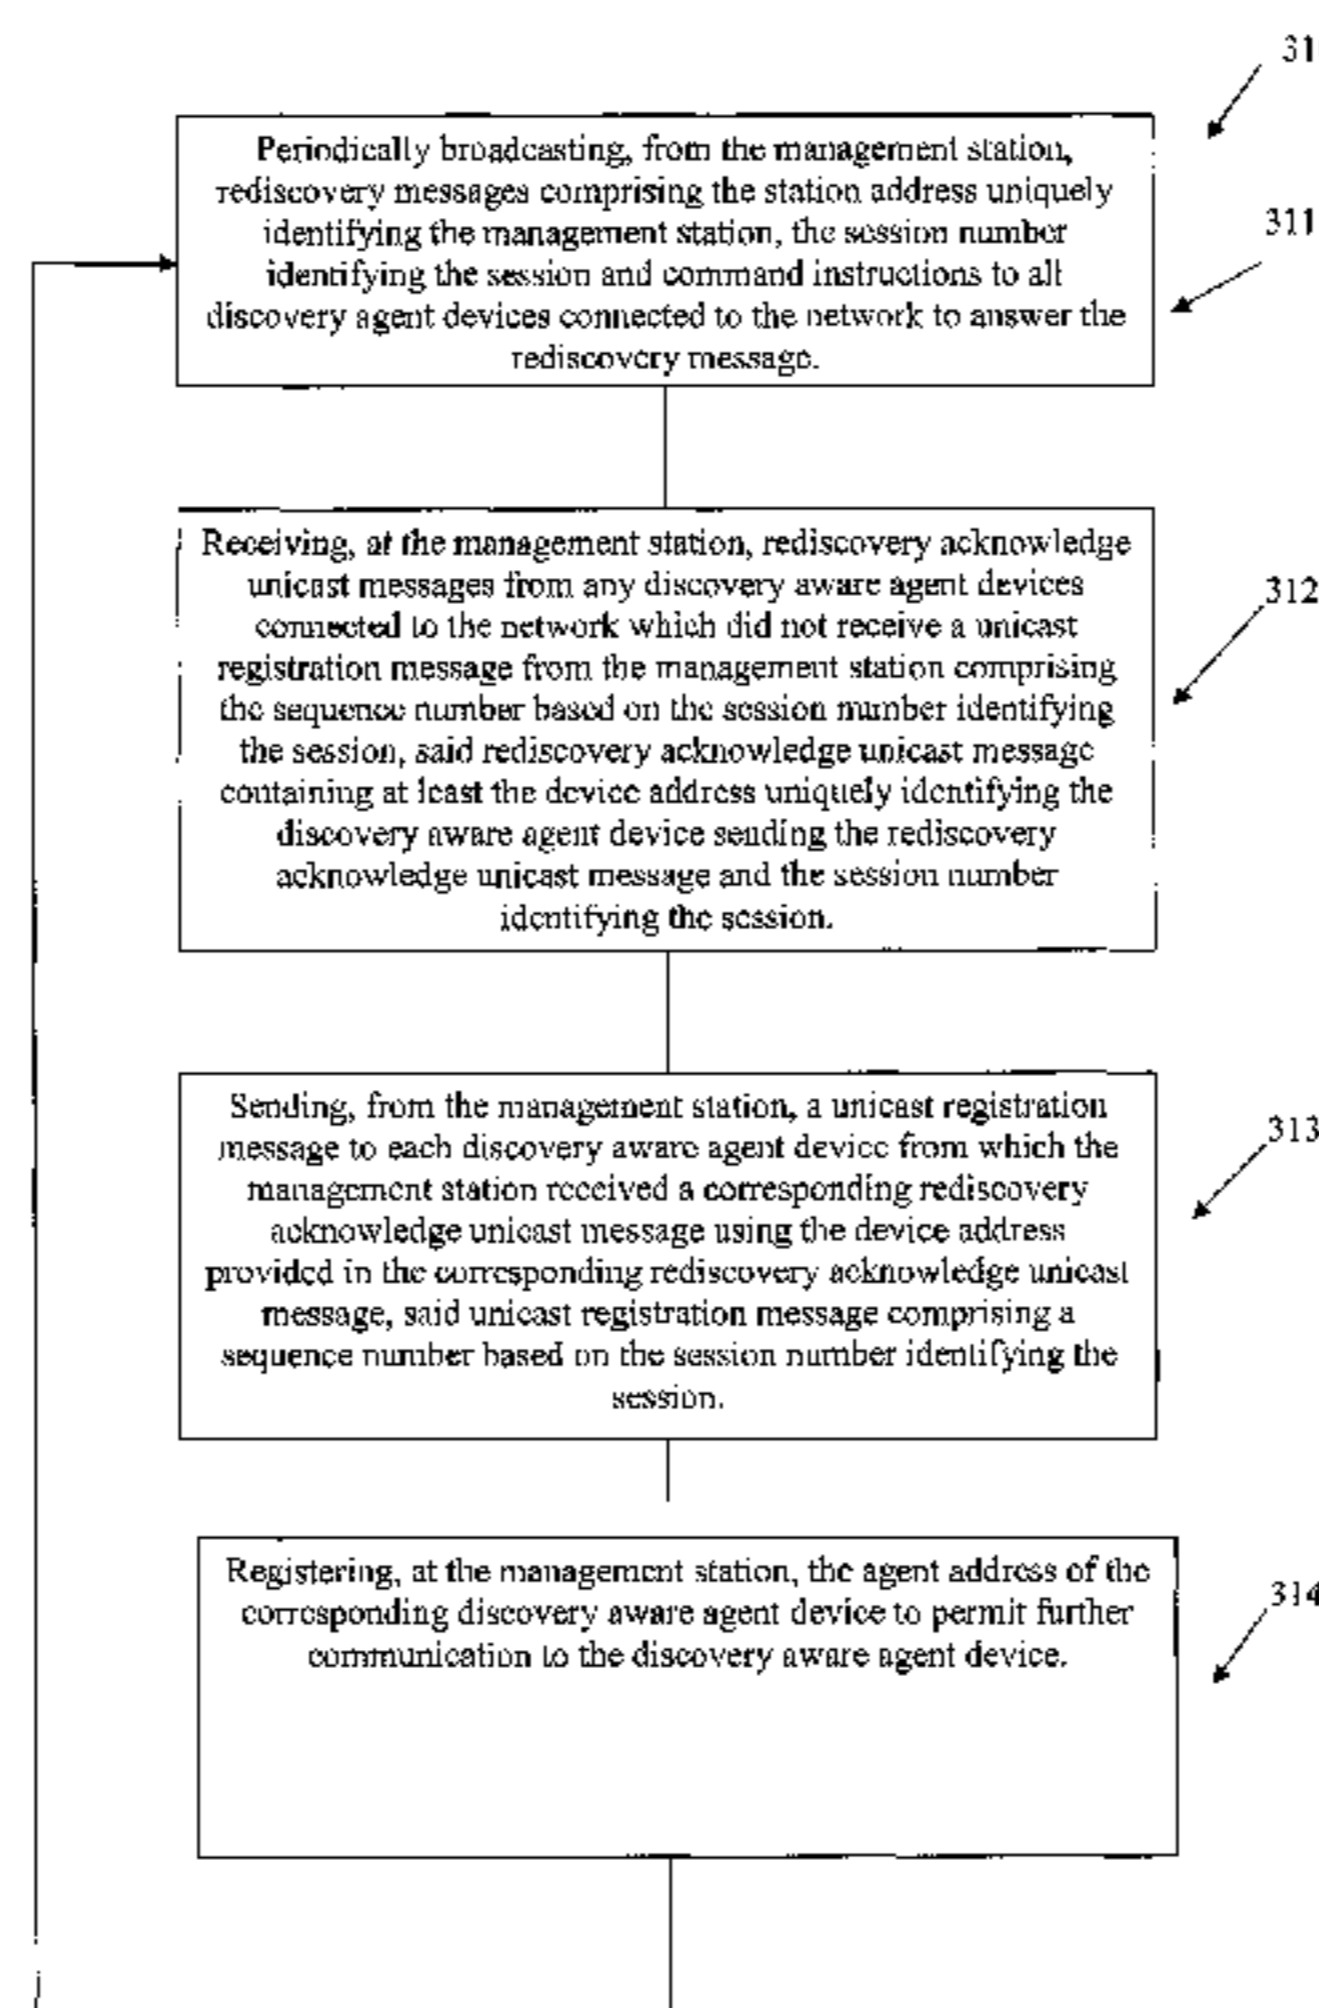 31
Periodically broadcasting, from the management station,
rediscovery messages comprising the station address uniquely
identifying the management station, the session number
identifying the session and command instructions to all
discovery agent devices connected to the network to answer the
rediscovery message.
311
Receiving, at the management station, rediscovery acknowledge
unicast messages from any discovery aware agent devices
connected to the network which did not receive a unicast
registration message from the management station comprising
the sequence number based on the session number identifying
the session, said rediscovery acknowledge unicast message
containing at least the device address uniquely identifying the
discovery aware agent device sending the rediscovery
acknowledge unicast message and the session number
identifying the session.
312
Sending, from the management station, a unicast registration
message to each discovery aware agent device from which the
management station received a corresponding rediscovery
acknowledge unicast message using the device address
provided in the corresponding rediscovery acknowledge unicast
message, said unicast registration message comprising a
sequence number based on the session number identifying the
session.
313
Registering, at the management station, the agent address of the
corresponding discovery aware agent device to permit further
communication to the discovery aware agent device.
314